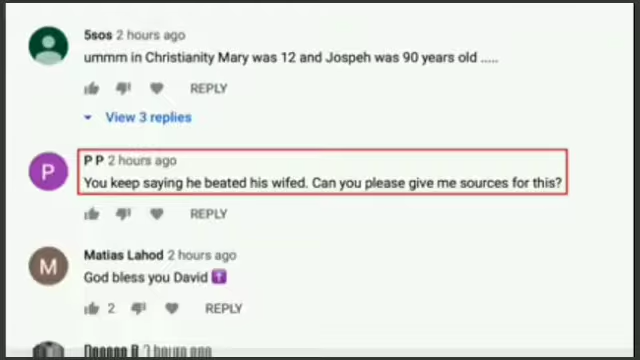 5sos 2 hours ago
ummm in Christianity Mary was 12 and Jospeh was 90 years old .....
REPLY
View 3 replies
P
P P 2 hours ago
You keep saying he beated his wifed. Can you please give me sources for this?
REPLY
M
Matias Lahod 2 hours ago
God bless you David ✝️
2 REPLY